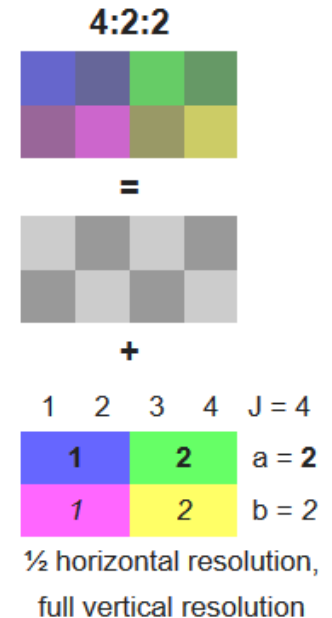 4:2:2
=
+
1 2 3 4 J = 4
1 2 a = 2
1 2 b = 2
½ horizontal resolution,
full vertical resolution